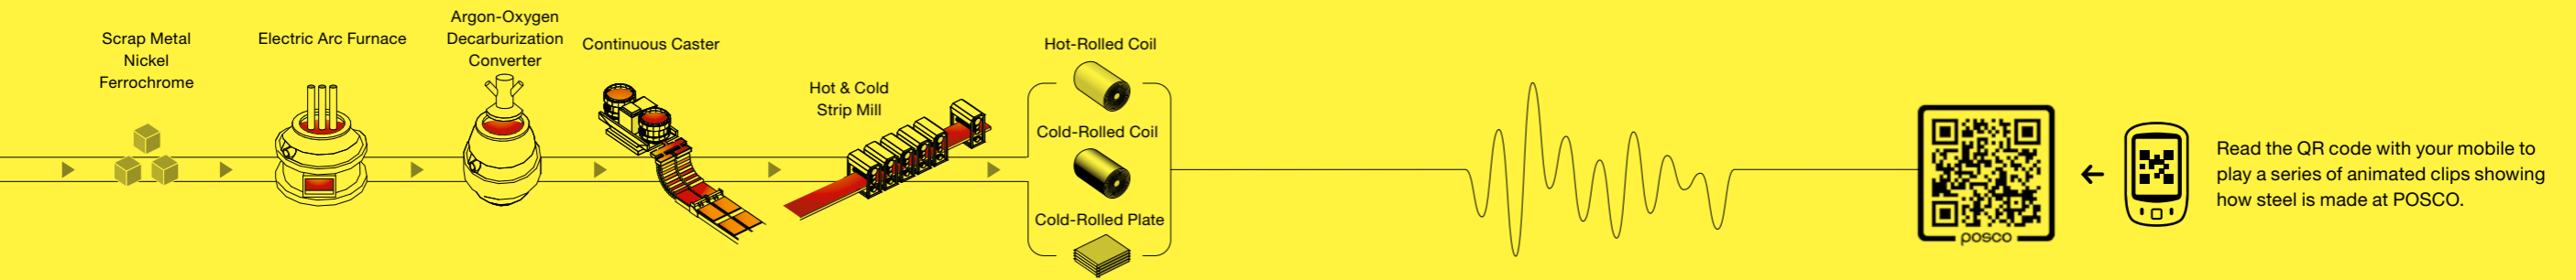 Scrap Metal
Nickel
Ferrochrome
Electric Arc Furnace
Argon-Oxygen
Decarburization
Converter
Continuous Caster
Hot & Cold
Strip Mill
Hot-Rolled Coil
Cold-Rolled Coil
Cold-Rolled Plate
posco
Read the QR code with your mobile to
play a series of animated clips showing
how steel is made at POSCO.